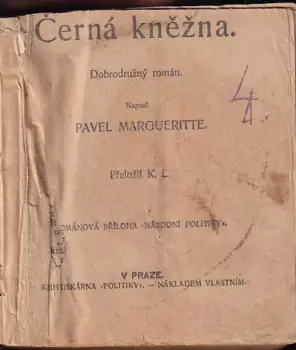 Černá kněžna.
Dobrodružný román.
Napsal
PAVEL MARGUERITTE.
4
Přeložil K. L.
ROMÁNOVÁ PŘÍLOHA »NÁRODNÍ POLITIKY«.
V PRAZE.
KNIHTISKÁRNA »POLITIKY«. — NÁKLADEM VLASTNÍM.